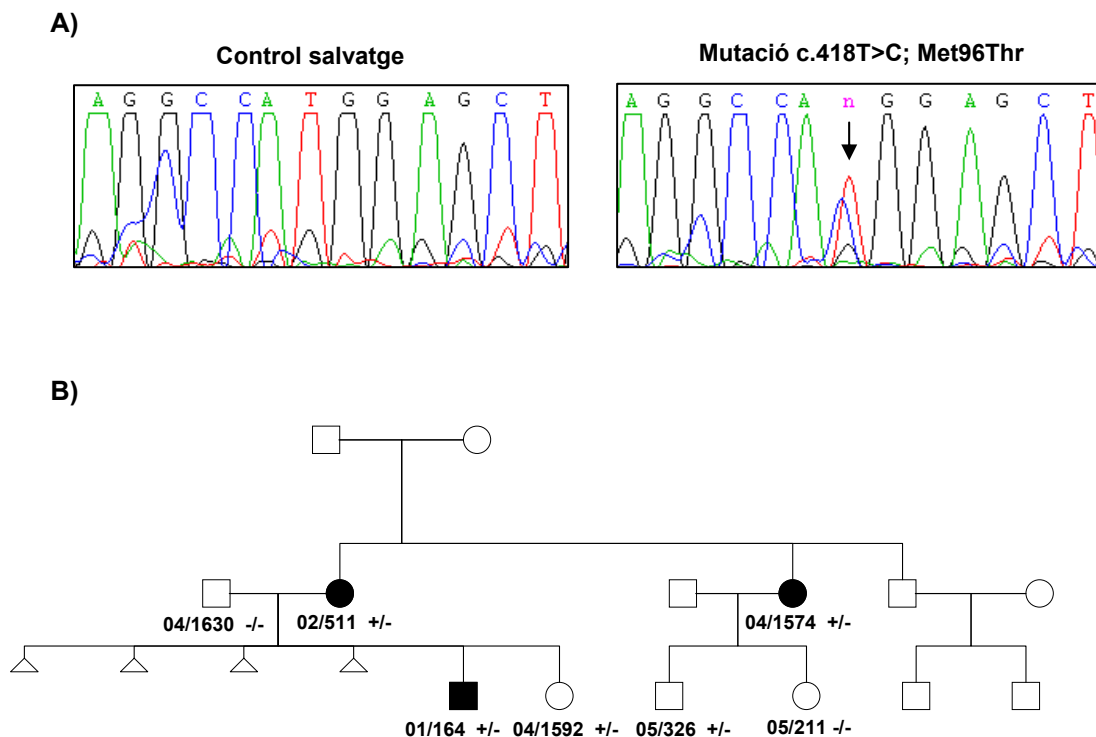 A)
Control salvatge
Mutació c.418T>C; Met96Thr
A G G C C A T G G A G C T
A G G C C A n G G A G C T
B)
04/1630 -/-
02/511 +/-
04/1574 +/-
01/164 +/-
04/1592 +/-
05/326 +/-
05/211 -/-